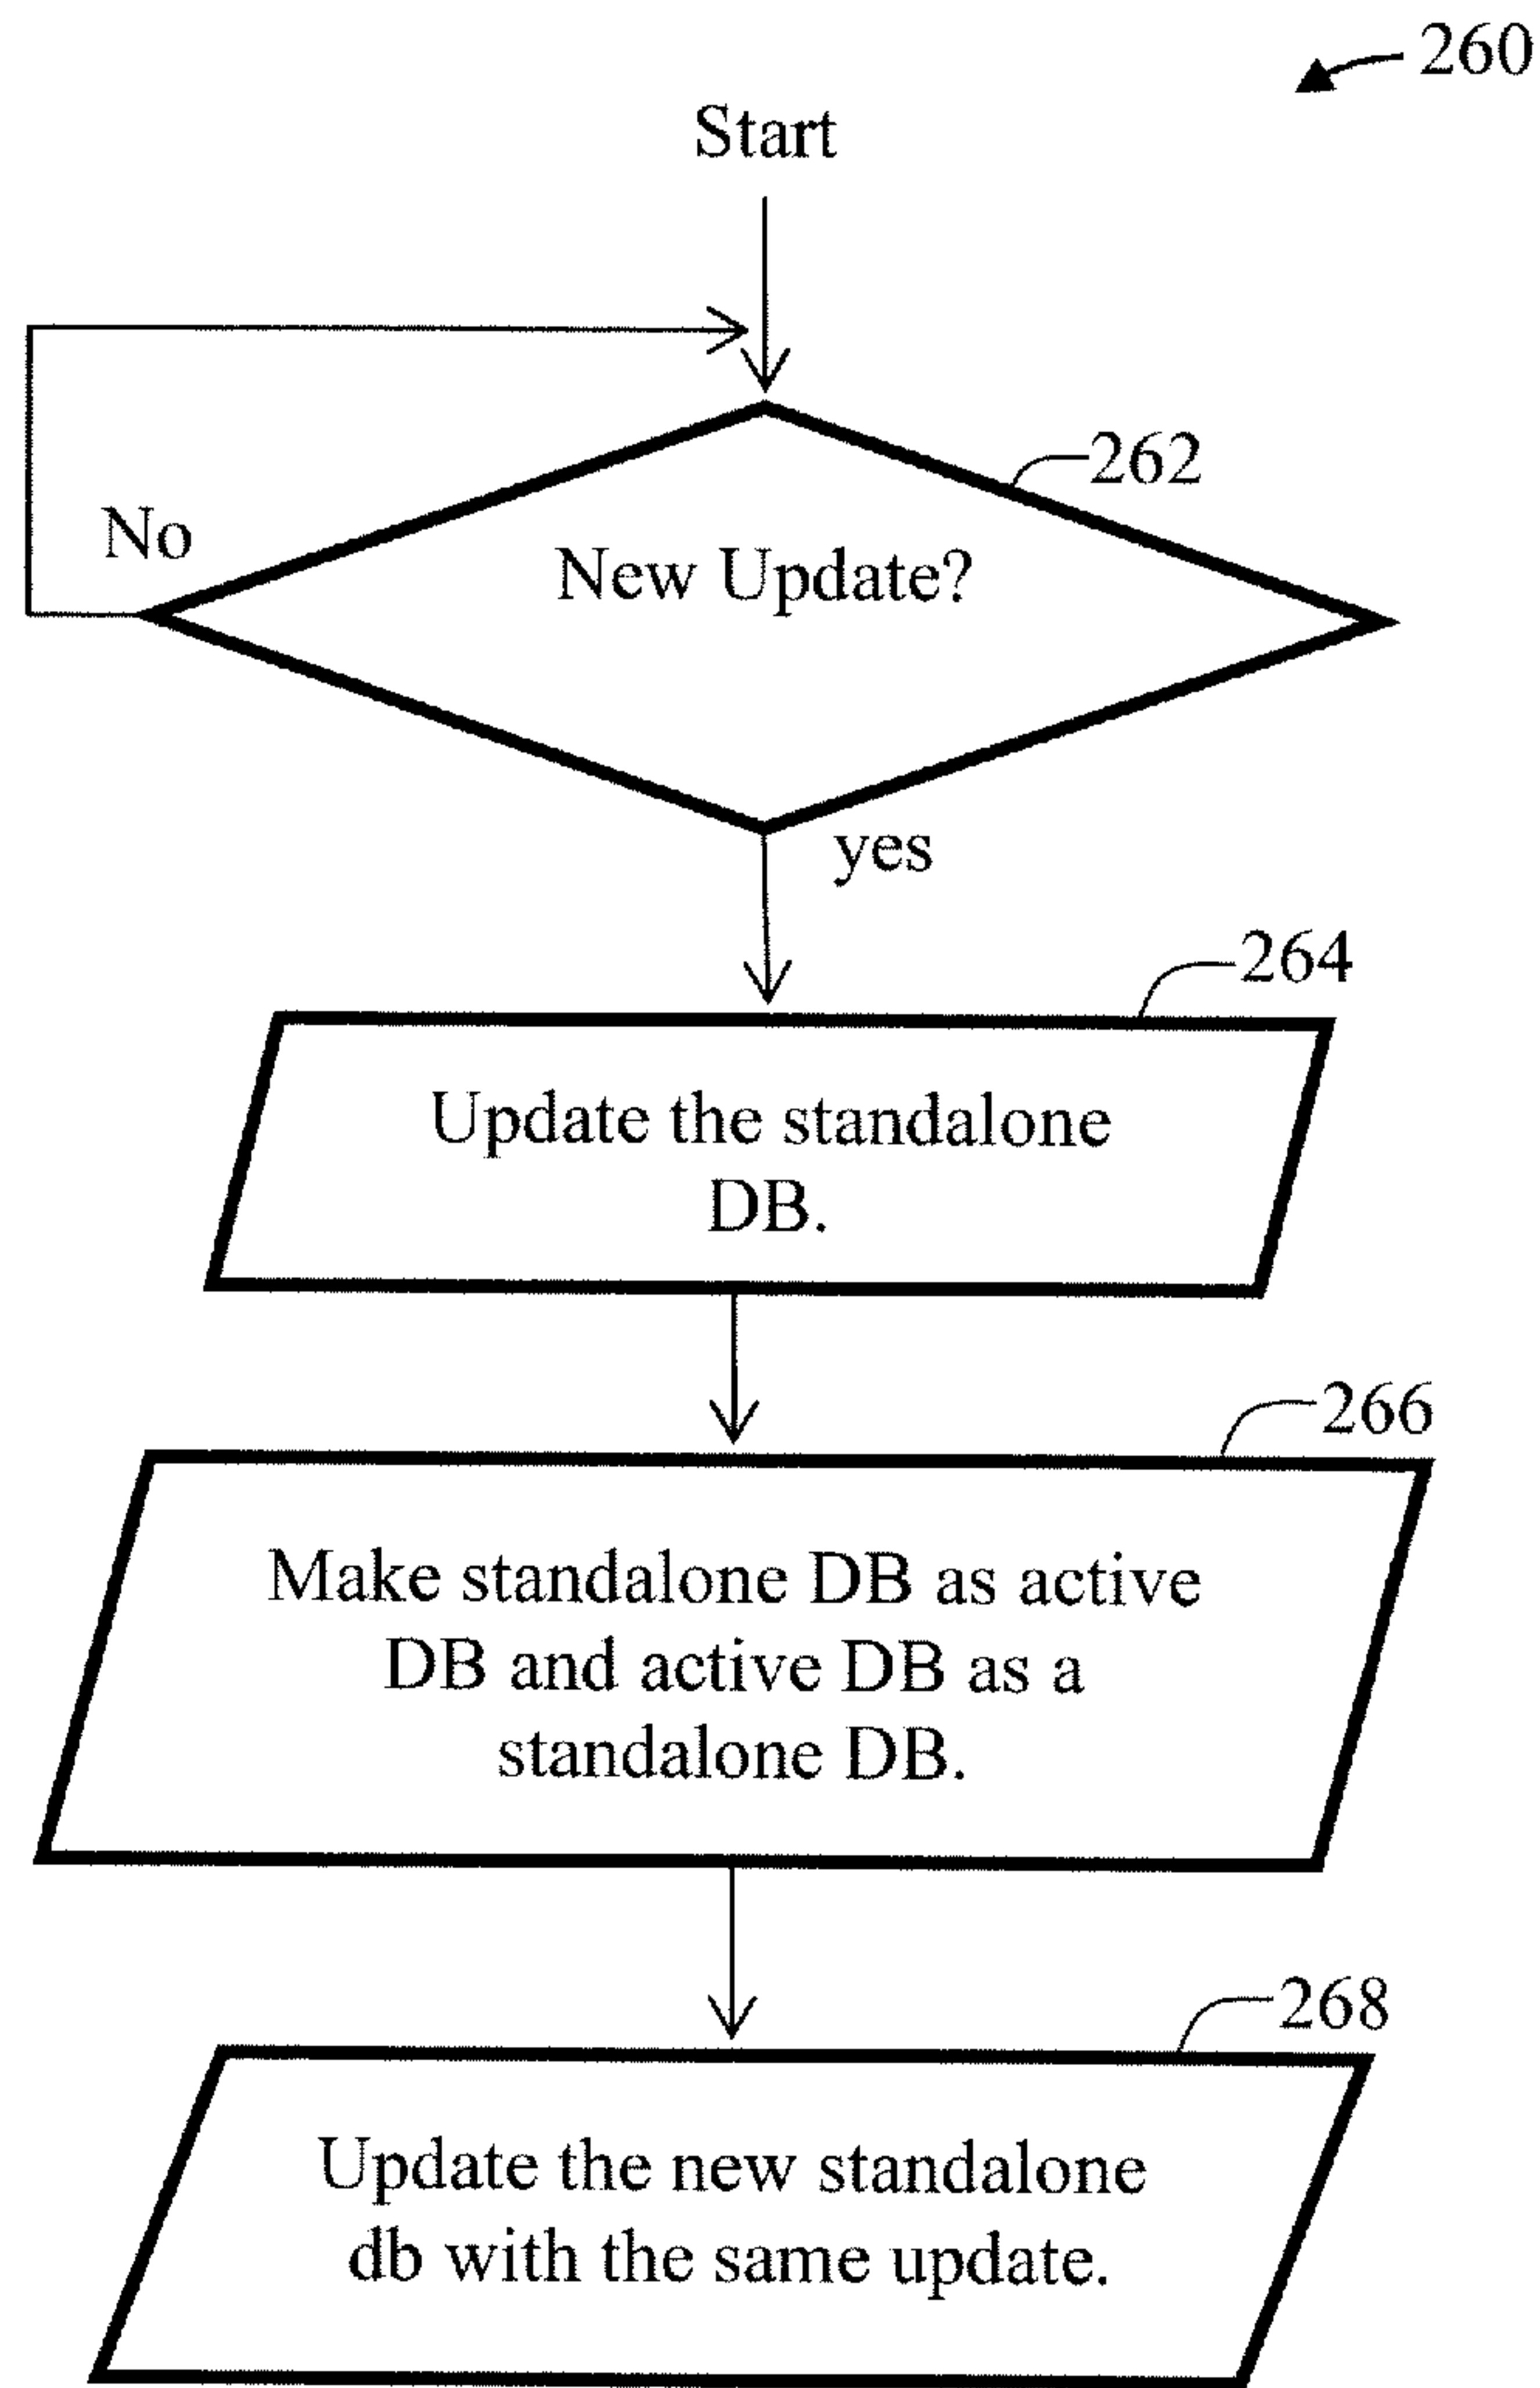 260
Start
262
No
New Update?
yes
264
Update the standalone
DB.
266
Make standalone DB as active
DB and active DB as a
standalone DB.
268
Update the new standalone
db with the same update.